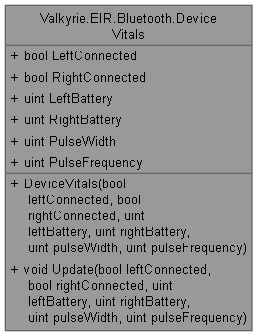 Valkyrie.EIR.Bluetooth.Device
Vitals
+ bool LeftConnected
+ bool RightConnected
+ uint LeftBattery
+ uint RightBattery
+ uint PulseWidth
+ uint PulseFrequency
+ DeviceVitals(bool
leftConnected, bool
rightConnected, uint
leftBattery, uint rightBattery,
uint pulseWidth, uint pulseFrequency)
+ void Update(bool leftConnected,
bool rightConnected, uint
leftBattery, uint rightBattery,
uint pulseWidth, uint pulseFrequency)